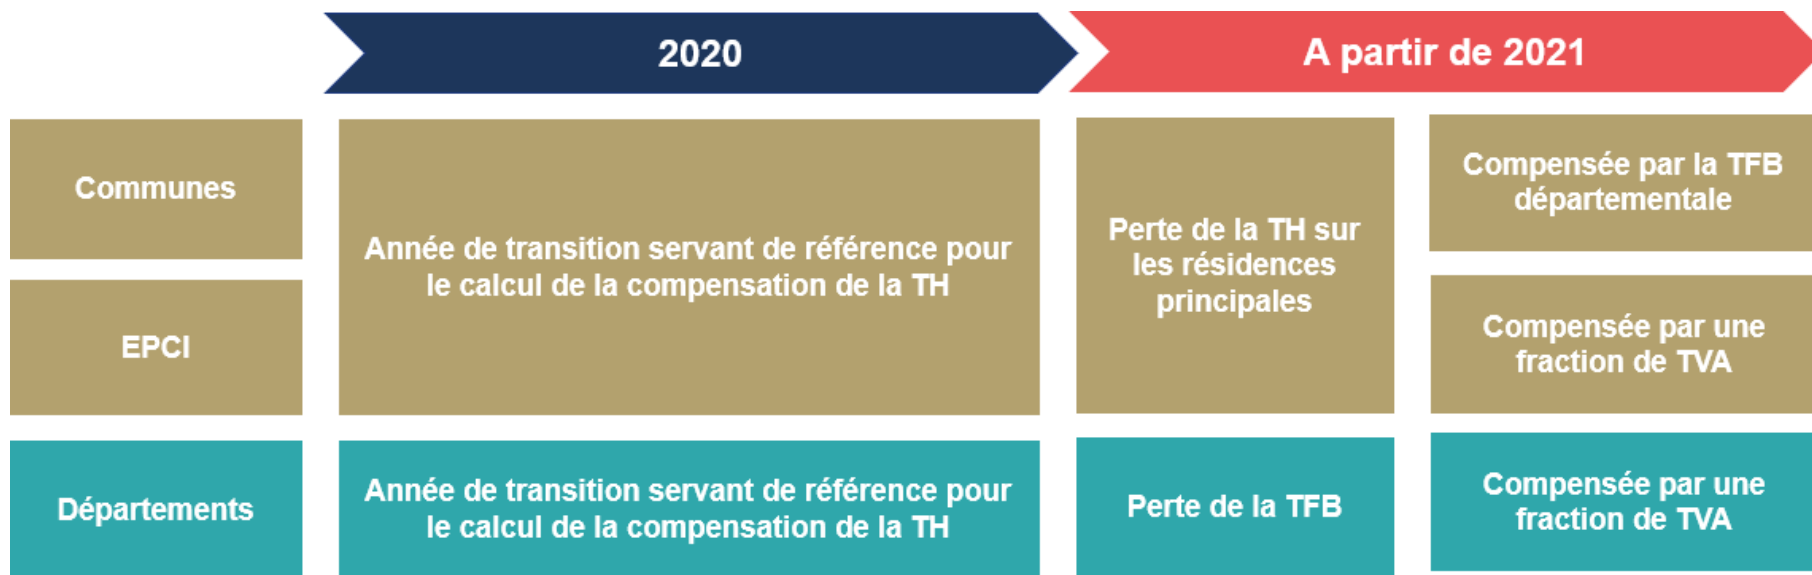 2020
A partir de 2021
Communes
EPCI
Année de transition servant de référence pour
le calcul de la compensation de la TH
Perte de la TH sur
les résidences
principales
Compensée par la TFB
départementale
Compensée par une
fraction de TVA
Départements
Année de transition servant de référence pour
le calcul de la compensation de la TH
Perte de la TFB
Compensée par une
fraction de TVA